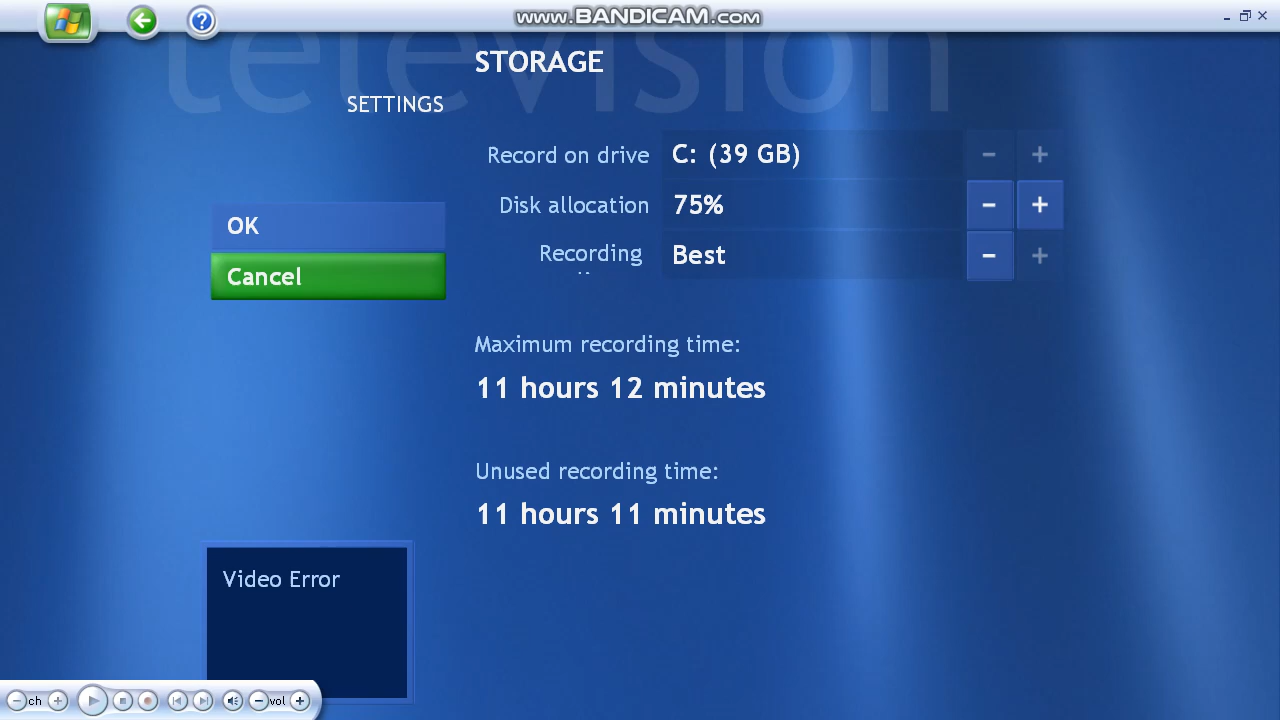 www.BANDICAM.com
television
STORAGE
SETTINGS
Record on drive C: (39 GB) - +
Disk allocation 75% - +
Recording Best - +
OK
Cancel
Maximum recording time:
11 hours 12 minutes
Unused recording time:
11 hours 11 minutes
Video Error
- ch + - vol +